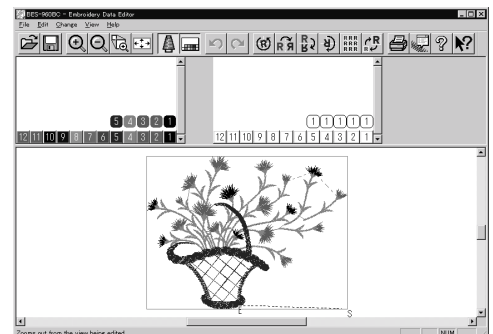 BES-960BC - Embroidery Data Editor
File Edit Change View Help
5 4 3 2 1
1 1 1 1 1
12 11 10 9 8 7 6 5 4 3 2 1
12 11 10 9 8 7 6 5 4 3 2 1
E
S
Zooms out from the view being edited
NUM